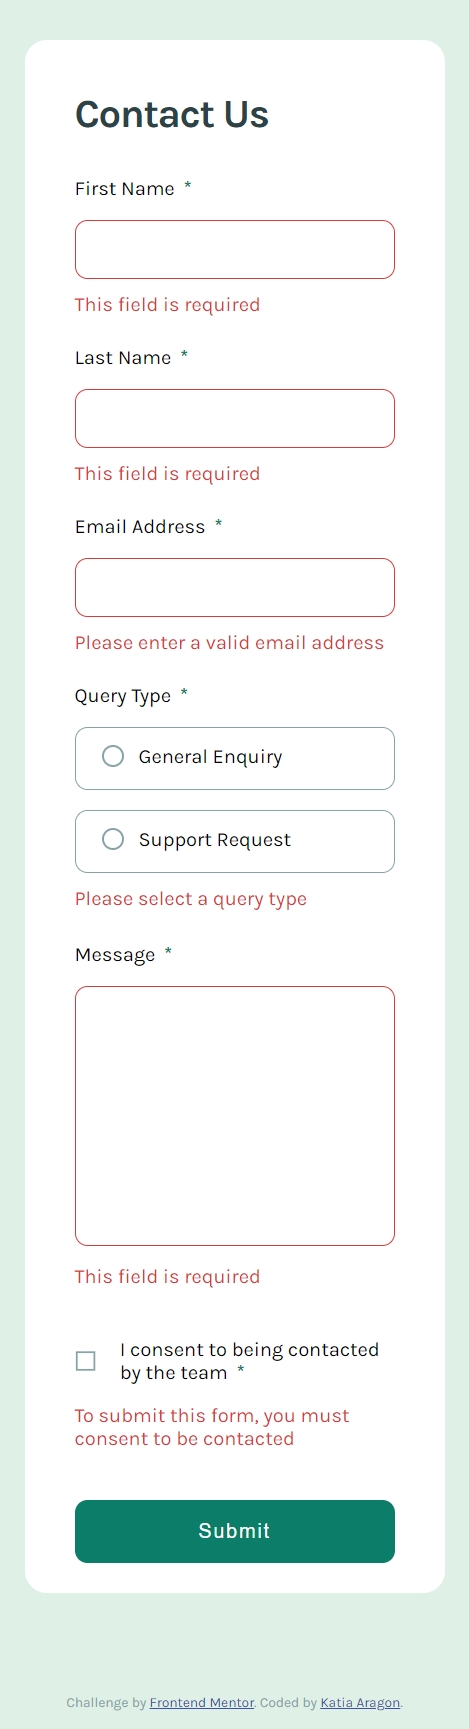 Contact Us
First Name *
This field is required
Last Name *
This field is required
Email Address *
Please enter a valid email address
Query Type *
General Enquiry
Support Request
Please select a query type
Message *
This field is required
I consent to being contacted
by the team *
To submit this form, you must
consent to be contacted
Submit
Challenge by Frontend Mentor. Coded by Katia Aragon.